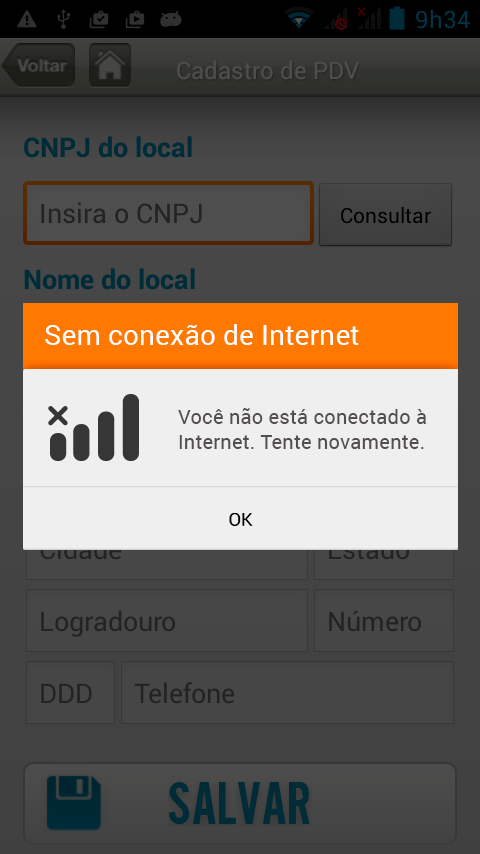 9h34
Voltar
Cadastro de PDV
CNPJ do local
Insira o CNPJ
Consultar
Nome do local
Sem conexão de Internet
Você não está conectado à
Internet. Tente novamente.
OK
Cidade
Estado
Logradouro
Número
DDD
Telefone
SALVAR